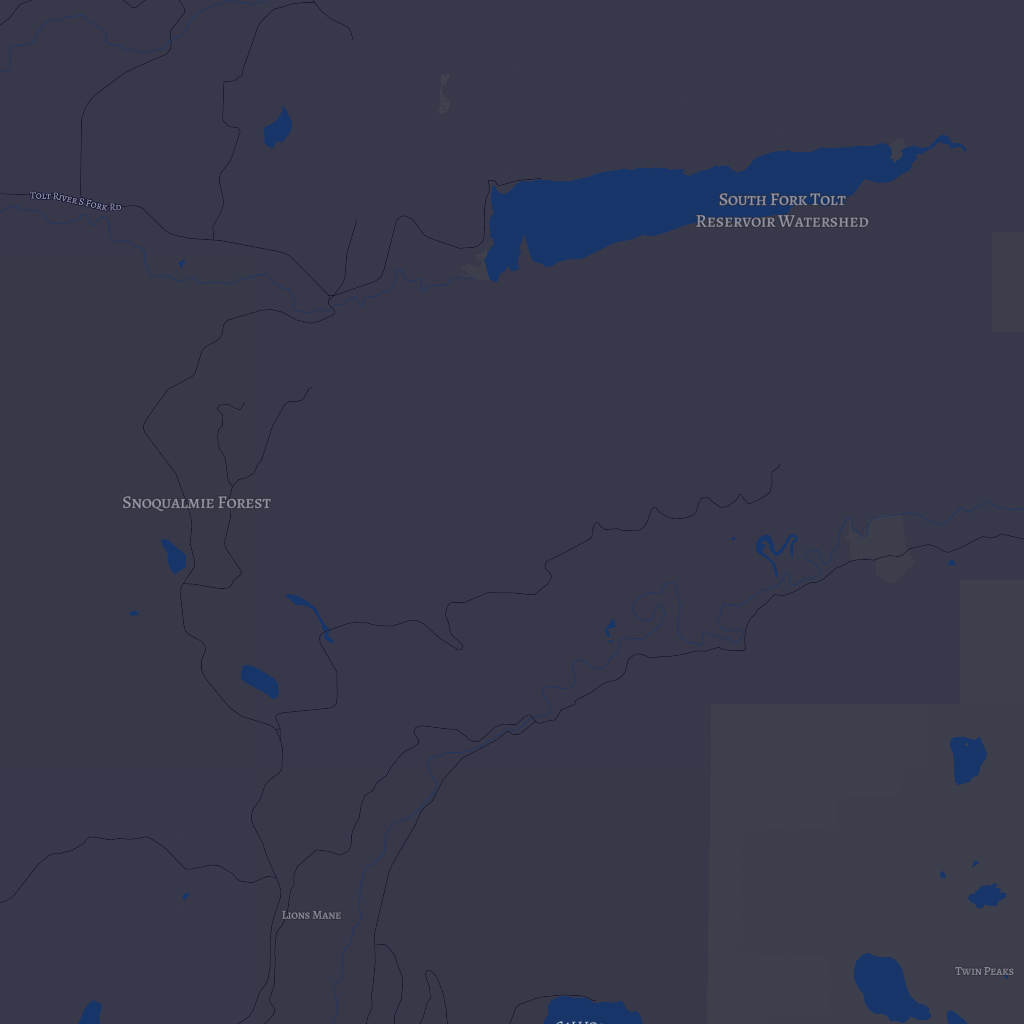 Tolt River S Fork Rd
South Fork Tolt
Reservoir Watershed
Snoqualmie Forest
Lions Mane
Twin Peaks